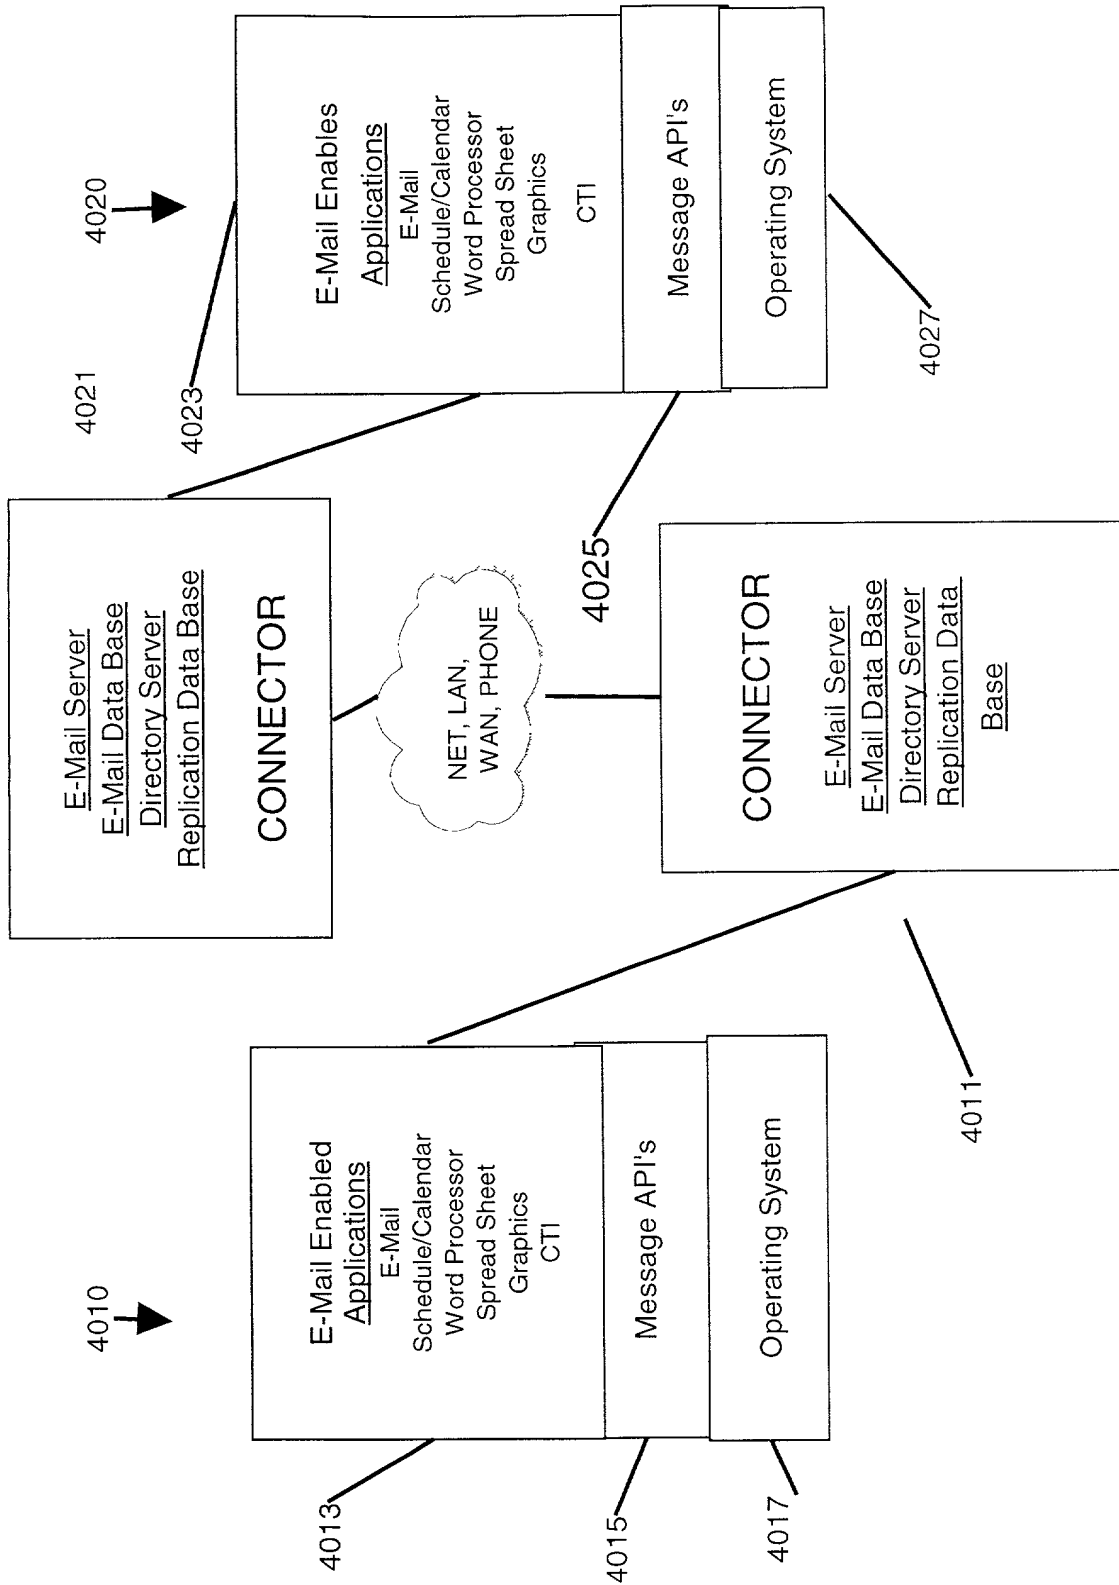 4010
E-Mail Enabled
Applications
E-Mail
Schedule/Calendar
Word Processor
Spread Sheet
Graphics
CTI
Message API's
Operating System
4013
4015
4017
4011
E-Mail Server
E-Mail Data Base
Directory Server
Replication Data Base
CONNECTOR
NET, LAN,
WAN, PHONE
CONNECTOR
E-Mail Server
E-Mail Data Base
Directory Server
Replication Data
Base
4020
4021
4023
4025
4027
E-Mail Enables
Applications
E-Mail
Schedule/Calendar
Word Processor
Spread Sheet
Graphics
CTI
Message API's
Operating System